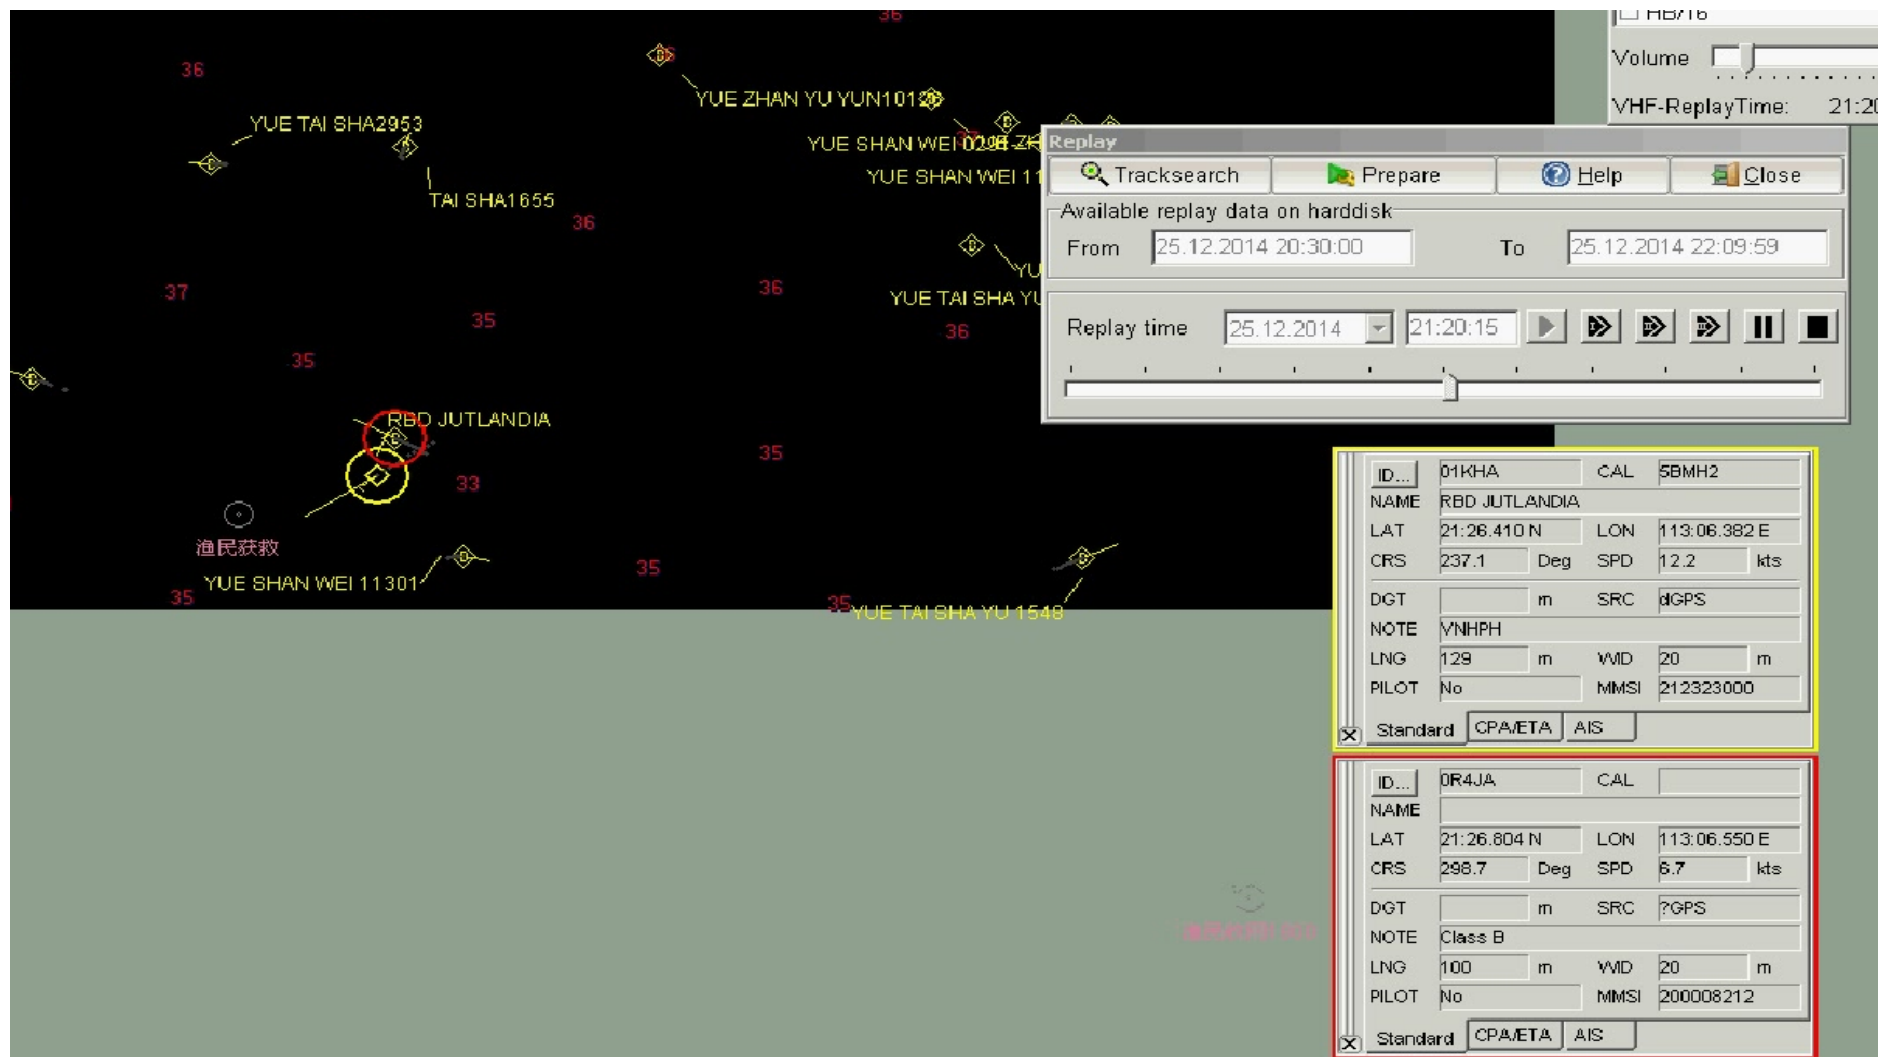 HB/16
Volume
VHF-ReplayTime: 21:20
36
36
YUE ZHAN YU YUN
YUE TAI SHA2953
YUE SHAN WEI
YUE SHAN WEI 11
TAI SHA1655
36
YUE TAI SHA YU
37
36
35
36
35
RBD JUTLANDIA
35
33
渔民获救
YUE SHAN WEI 11301
35
35
35
YUE TAI SHA YU 1548
Replay
Tracksearch
Prepare
Help
Close
Available replay data on harddisk
From 25.12.2014 20:30:00 To 25.12.2014 22:09:59
Replay time 25.12.2014 21:20:15
ID... 01KHA CAL 5BMH2
NAME RBD JUTLANDIA
LAT 21:26.410 N LON 113:06.382 E
CRS 237.1 Deg SPD 12.2 kts
DGT m SRC dGPS
NOTE VNHPH
LNG 129 m WID 20 m
PILOT No MMSI 212323000
Standard CPA/ETA AIS
ID... 0R4JA CAL
NAME
LAT 21:26.804 N LON 113:06.550 E
CRS 298.7 Deg SPD 6.7 kts
DGT m SRC ?GPS
NOTE Class B
LNG 100 m WID 20 m
PILOT No MMSI 200008212
Standard CPA/ETA AIS